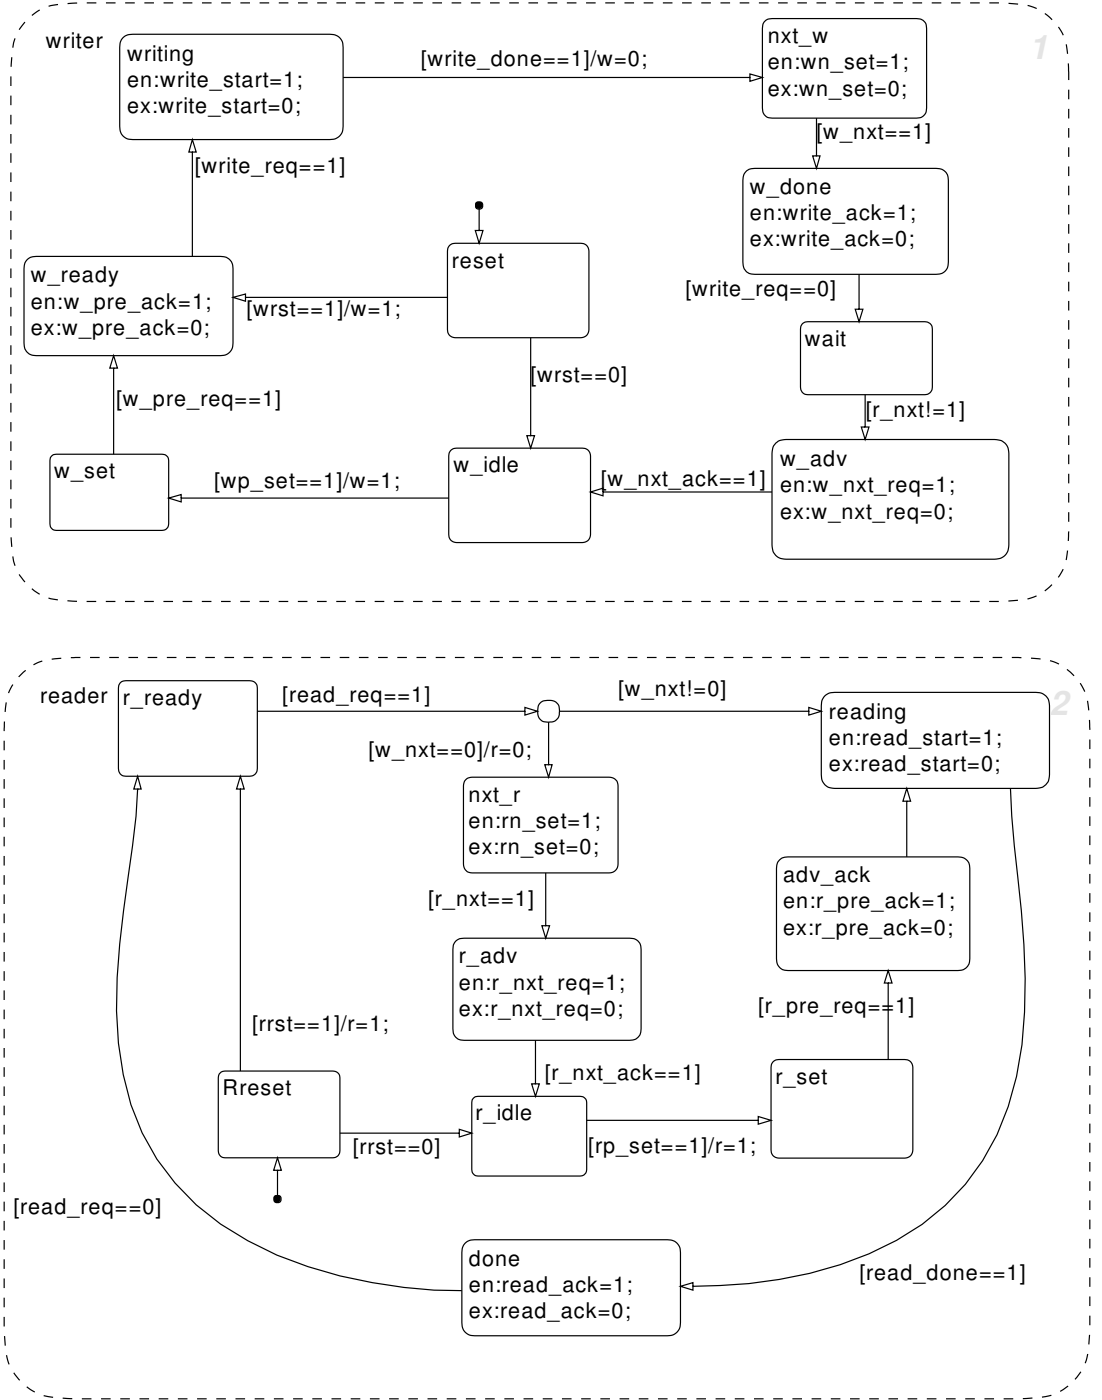 writer
writing
en:write_start=1;
ex:write_start=0;
[write_done==1]/w=0;
nxt_w
en:wn_set=1;
ex:wn_set=0;
1
[w_nxt==1]
[write_req==1]
w_done
en:write_ack=1;
ex:write_ack=0;
reset
w_ready
en:w_pre_ack=1;
ex:w_pre_ack=0;
[wrst==1]/w=1;
[write_req==0]
wait
[wrst==0]
[w_pre_req==1]
[r_nxt!=1]
w_set
[wp_set==1]/w=1;
w_idle
[w_nxt_ack==1]
w_adv
en:w_nxt_req=1;
ex:w_nxt_req=0;
reader
r_ready
[read_req==1]
[w_nxt!=0]
2
reading
en:read_start=1;
ex:read_start=0;
[w_nxt==0]/r=0;
nxt_r
en:rn_set=1;
ex:rn_set=0;
adv_ack
en:r_pre_ack=1;
ex:r_pre_ack=0;
[r_nxt==1]
r_adv
en:r_nxt_req=1;
ex:r_nxt_req=0;
[r_pre_req==1]
[rrst==1]/r=1;
Rreset
[r_nxt_ack==1]
r_set
r_idle
[rrst==0]
[rp_set==1]/r=1;
[read_req==0]
done
en:read_ack=1;
ex:read_ack=0;
[read_done==1]